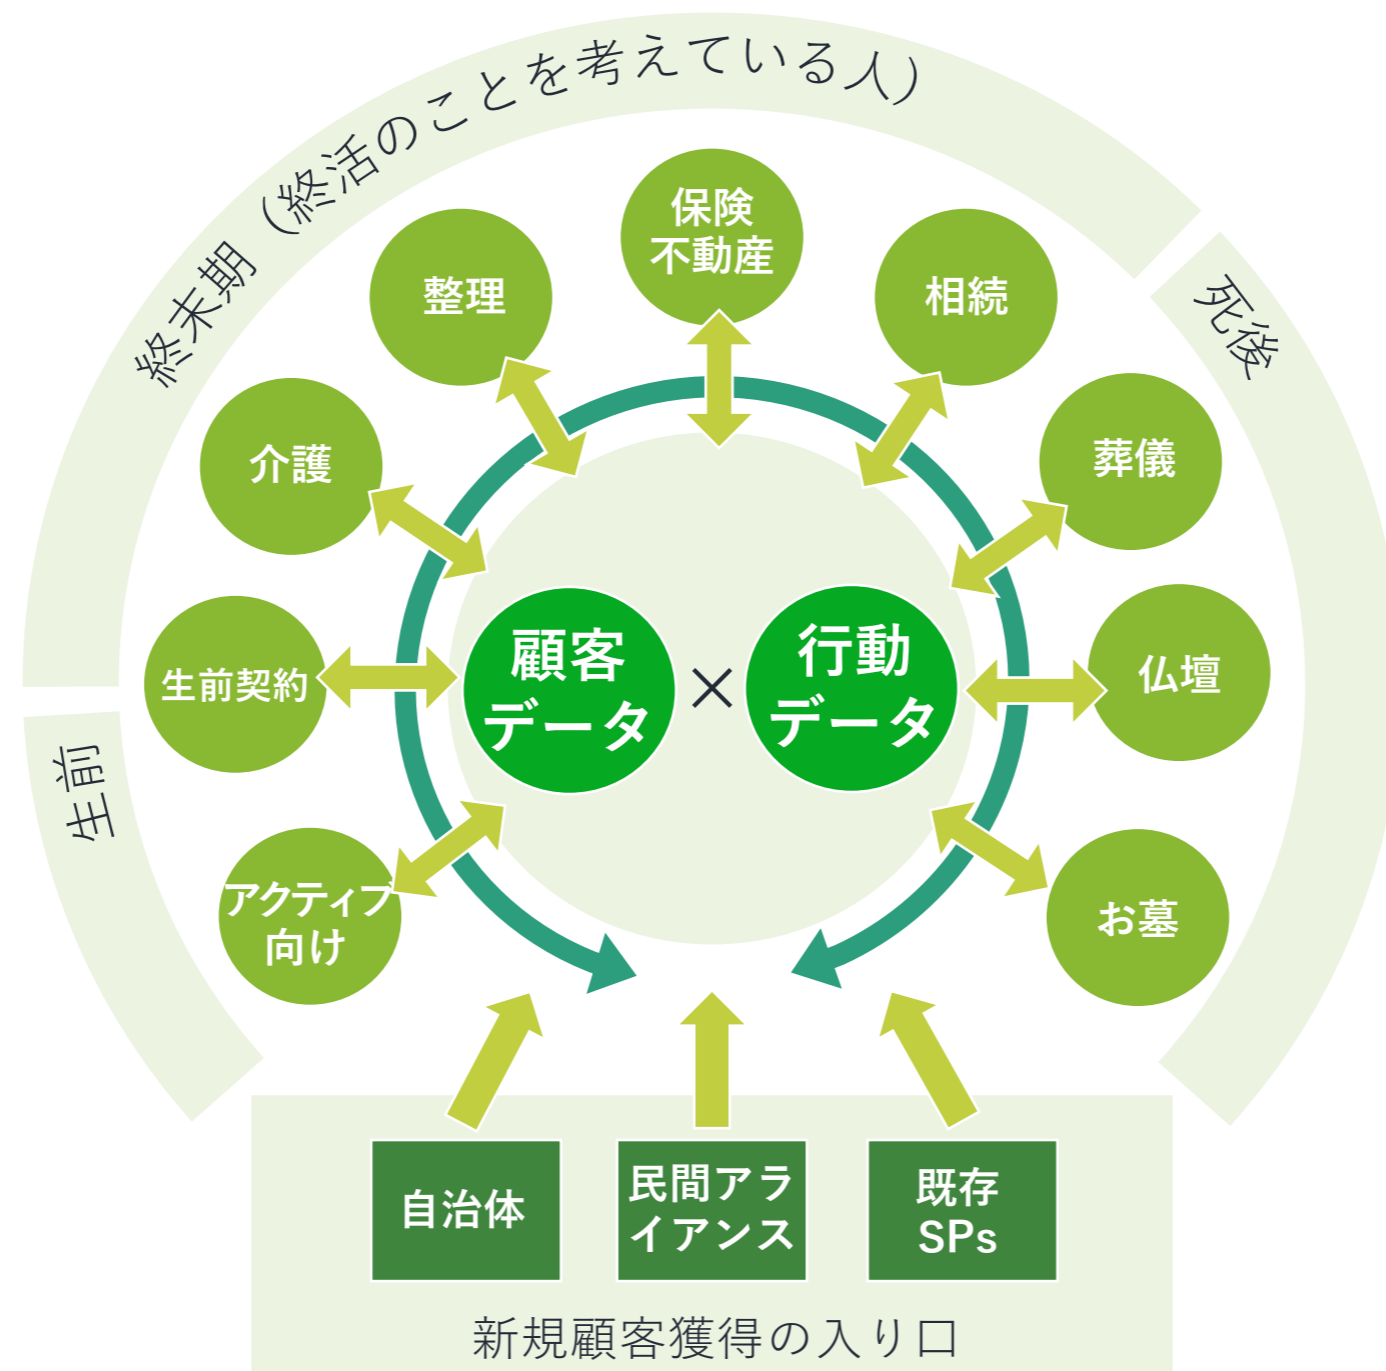 終末期（終活のことを考えている人）
死後
生前
保険
不動産
整理
相続
介護
葬儀
生前契約
仏壇
アクティブ
向け
お墓
顧客
データ
×
行動
データ
自治体
民間アラ
イアンス
既存
SPs
新規顧客獲得の入り口